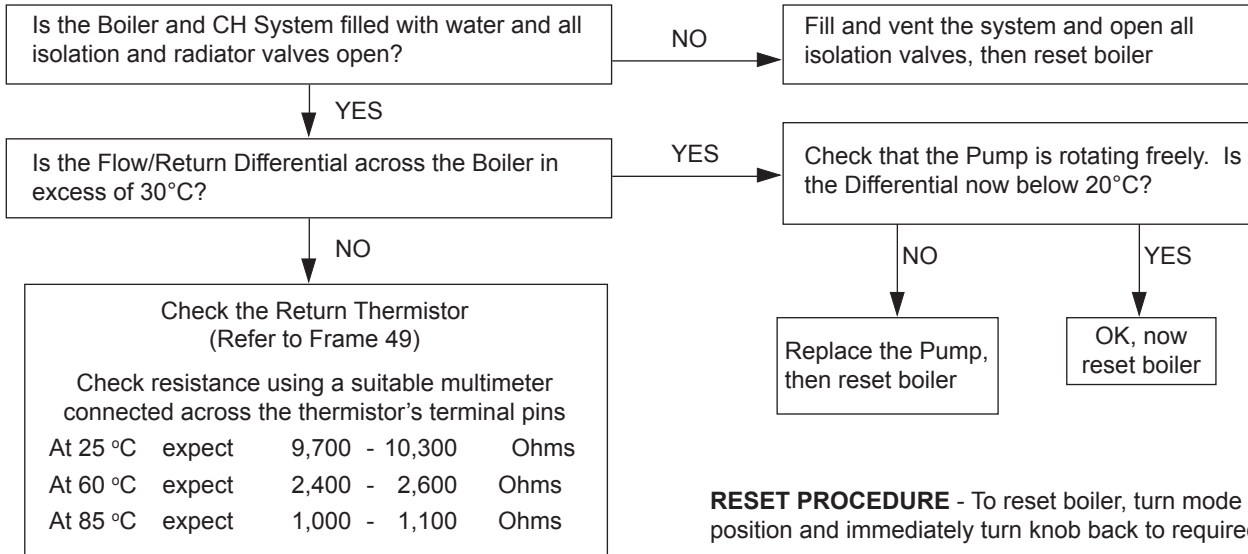 Is the Boiler and CH System filled with water and all
isolation and radiator valves open?
NO
Fill and vent the system and open all
isolation valves, then reset boiler
YES
Is the Flow/Return Differential across the Boiler in
excess of 30°C?
YES
Check that the Pump is rotating freely.  Is
the Differential now below 20°C?
NO
NO
YES
Check the Return Thermistor
(Refer to Frame 49)
Check resistance using a suitable multimeter
connected across the thermistor's terminal pins
At 25 °C expect 9,700 - 10,300 Ohms
At 60 °C expect 2,400 - 2,600 Ohms
At 85 °C expect 1,000 - 1,100 Ohms
Replace the Pump,
then reset boiler
OK, now
reset boiler
RESET PROCEDURE - To reset boiler, turn mode
position and immediately turn knob back to required